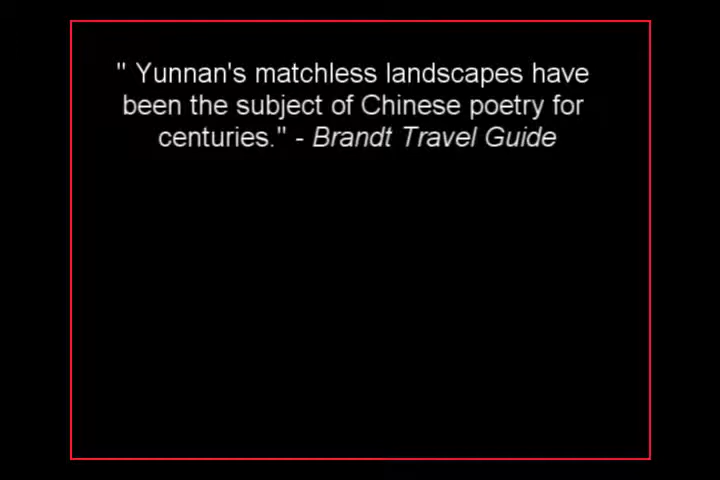 " Yunnan's matchless landscapes have
been the subject of Chinese poetry for
centuries." - Brandt Travel Guide